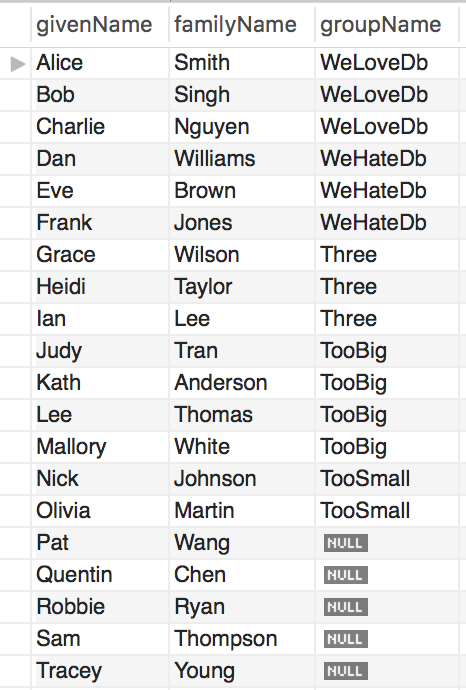 givenName familyName groupName
Alice Smith WeLoveDb
Bob Singh WeLoveDb
Charlie Nguyen WeLoveDb
Dan Williams WeHateDb
Eve Brown WeHateDb
Frank Jones WeHateDb
Grace Wilson Three
Heidi Taylor Three
Ian Lee Three
Judy Tran TooBig
Kath Anderson TooBig
Lee Thomas TooBig
Mallory White TooBig
Nick Johnson TooSmall
Olivia Martin TooSmall
Pat Wang NULL
Quentin Chen NULL
Robbie Ryan NULL
Sam Thompson NULL
Tracey Young NULL